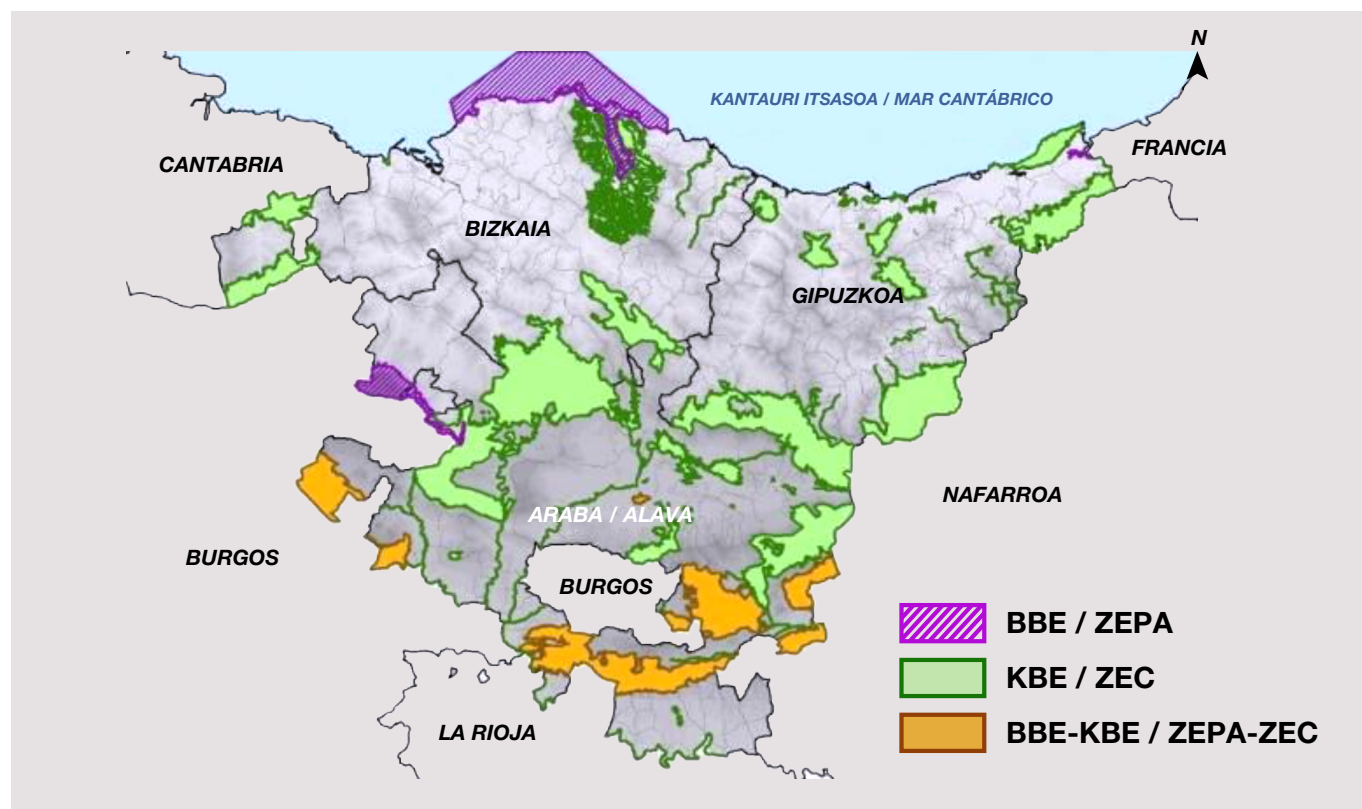 N
KANTAURI ITSASOA / MAR CANTÁBRICO
FRANCIA
CANTABRIA
BIZKAIA
GIPUZKOA
NAFARROA
ARABA / ALAVA
BURGOS
BURGOS
BBE / ZEPA
KBE / ZEC
LA RIOJA
BBE-KBE / ZEPA-ZEC